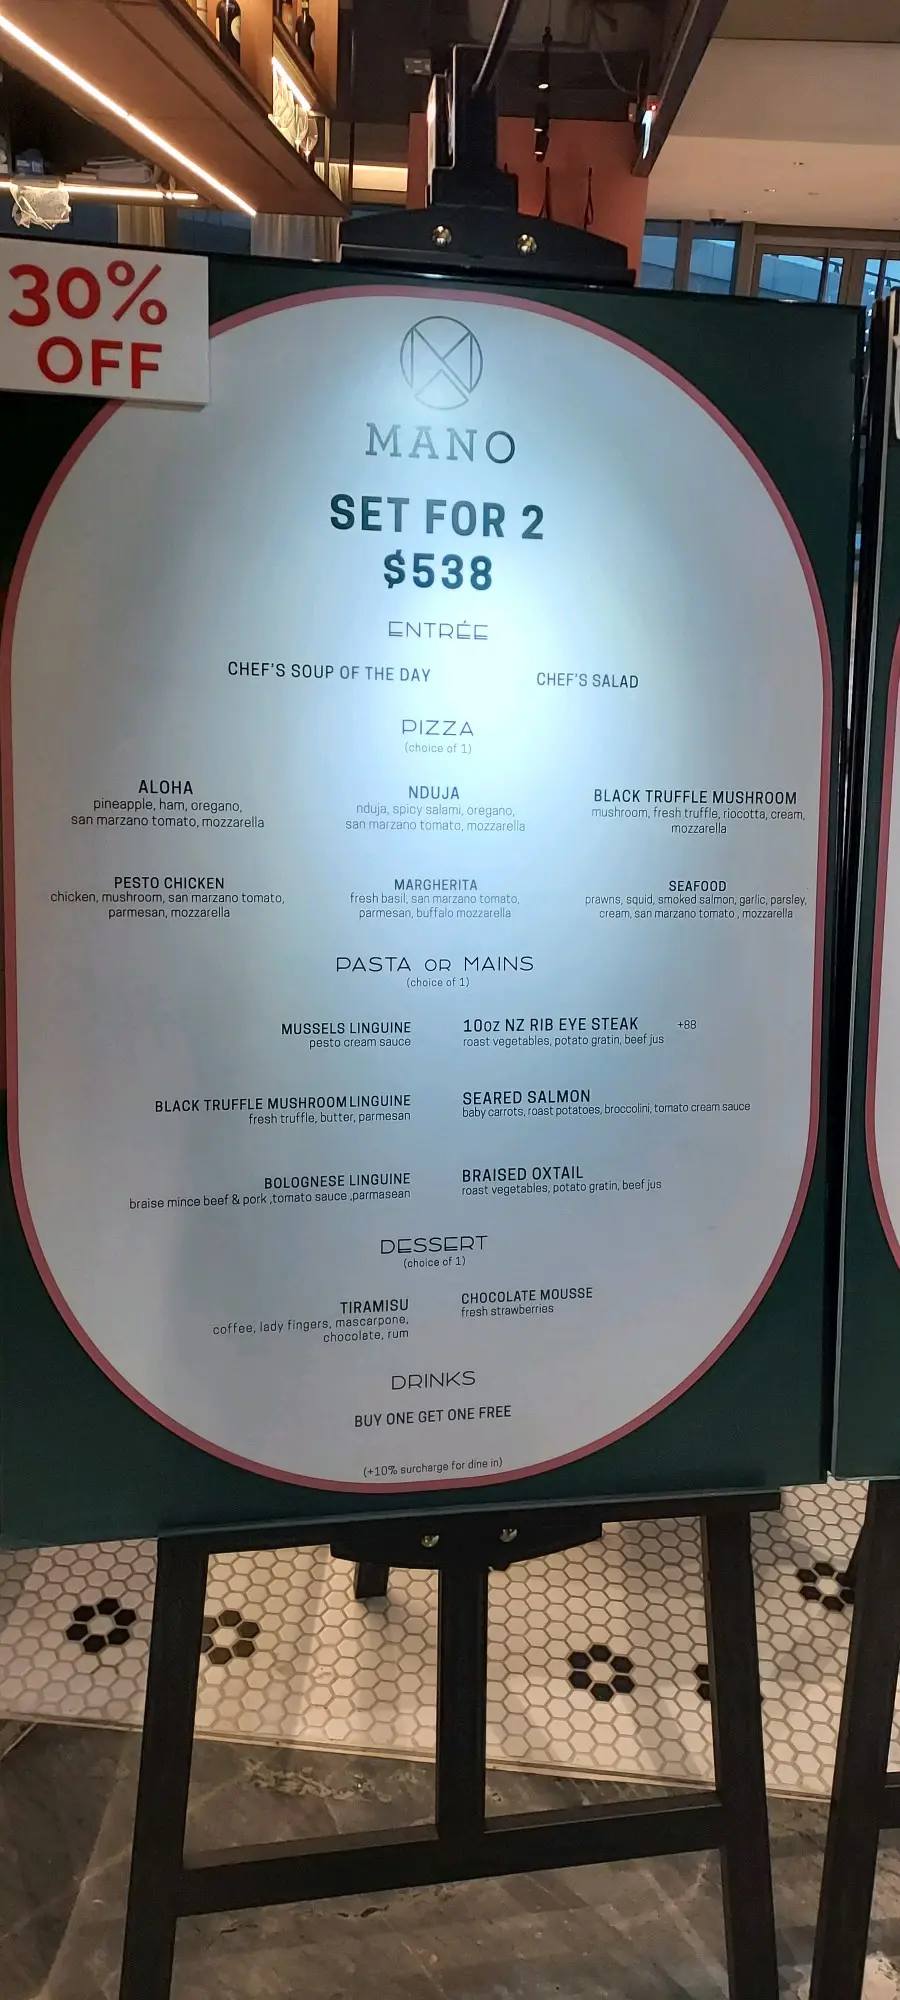 30%
OFF
MANO
SET FOR 2
$538
ENTRÉE
CHEF'S SOUP OF THE DAY
CHEF'S SALAD
PIZZA
(choice of 1)
ALOHA
pineapple, ham, oregano,
san marzano tomato, mozzarella
NDUJA
nduja, spicy salami, oregano,
san marzano tomato, mozzarella
BLACK TRUFFLE MUSHROOM
mushroom, fresh truffle, riocotta, cream,
mozzarella
PESTO CHICKEN
chicken, mushroom, san marzano tomato,
parmesan, mozzarella
MARGHERITA
fresh basil, san marzano tomato,
parmesan, buffalo mozzarella
SEAFOOD
prawns, squid, smoked salmon, garlic, parsley,
cream, san marzano tomato , mozzarella
PASTA OR MAINS
(choice of 1)
MUSSELS LINGUINE
pesto cream sauce
10oz NZ RIB EYE STEAK +88
roast vegetables, potato gratin, beef jus
BLACK TRUFFLE MUSHROOM LINGUINE
fresh truffle, butter, parmesan
SEARED SALMON
baby carrots, roast potatoes, broccolini, tomato cream sauce
BOLOGNESE LINGUINE
braise mince beef & pork ,tomato sauce ,parmasean
BRAISED OXTAIL
roast vegetables, potato gratin, beef jus
DESSERT
(choice of 1)
TIRAMISU
coffee, lady fingers, mascarpone,
chocolate, rum
CHOCOLATE MOUSSE
fresh strawberries
DRINKS
BUY ONE GET ONE FREE
(+10% surcharge for dine in)